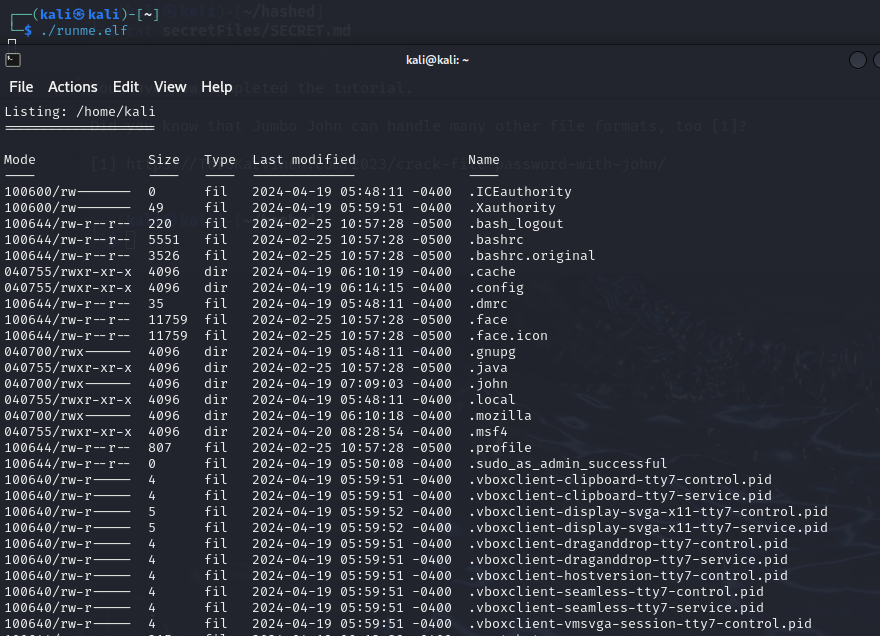 ┌──(kali㉿kali)-[~]
└─$ ./runme.elf
secretFiles/SECRET.md
kali@kali: ~
File Actions Edit View Help
completed the tutorial.
Listing: /home/kali
===================
know that Jumbo John can handle many other file formats, too [1]?
Mode Size Type Last modified Name
---- ---- ---- ------------- ----
100600/rw------- 0 fil 2024-04-19 05:48:11 -0400 .ICEauthority
100600/rw------- 49 fil 2024-04-19 05:59:51 -0400 .Xauthority
100644/rw-r--r-- 220 fil 2024-02-25 10:57:28 -0500 .bash_logout
100644/rw-r--r-- 5551 fil 2024-02-25 10:57:28 -0500 .bashrc
100644/rw-r--r-- 3526 fil 2024-02-25 10:57:28 -0500 .bashrc.original
040755/rwxr-xr-x 4096 dir 2024-04-19 06:10:19 -0400 .cache
040755/rwxr-xr-x 4096 dir 2024-04-19 06:14:15 -0400 .config
100644/rw-r--r-- 35 fil 2024-04-19 05:48:11 -0400 .dmrc
100644/rw-r--r-- 11759 fil 2024-02-25 10:57:28 -0500 .face
100644/rw-r--r-- 11759 fil 2024-02-25 10:57:28 -0500 .face.icon
040700/rwx------ 4096 dir 2024-04-19 05:48:11 -0400 .gnupg
040755/rwxr-xr-x 4096 dir 2024-02-25 10:57:28 -0500 .java
040700/rwx------ 4096 dir 2024-04-19 07:09:03 -0400 .john
040755/rwxr-xr-x 4096 dir 2024-04-19 05:48:11 -0400 .local
040700/rwx------ 4096 dir 2024-04-19 06:10:18 -0400 .mozilla
040755/rwxr-xr-x 4096 dir 2024-04-20 08:28:54 -0400 .msf4
100644/rw-r--r-- 807 fil 2024-02-25 10:57:28 -0500 .profile
100644/rw-r--r-- 0 fil 2024-04-19 05:50:08 -0400 .sudo_as_admin_successful
100640/rw-r----- 4 fil 2024-04-19 05:59:51 -0400 .vboxclient-clipboard-tty7-control.pid
100640/rw-r----- 4 fil 2024-04-19 05:59:51 -0400 .vboxclient-clipboard-tty7-service.pid
100640/rw-r----- 5 fil 2024-04-19 05:59:52 -0400 .vboxclient-display-svga-x11-tty7-control.pid
100640/rw-r----- 5 fil 2024-04-19 05:59:52 -0400 .vboxclient-display-svga-x11-tty7-service.pid
100640/rw-r----- 4 fil 2024-04-19 05:59:51 -0400 .vboxclient-draganddrop-tty7-control.pid
100640/rw-r----- 4 fil 2024-04-19 05:59:51 -0400 .vboxclient-draganddrop-tty7-service.pid
100640/rw-r----- 4 fil 2024-04-19 05:59:51 -0400 .vboxclient-hostversion-tty7-control.pid
100640/rw-r----- 4 fil 2024-04-19 05:59:51 -0400 .vboxclient-seamless-tty7-control.pid
100640/rw-r----- 4 fil 2024-04-19 05:59:51 -0400 .vboxclient-seamless-tty7-service.pid
100640/rw-r----- 4 fil 2024-04-19 05:59:51 -0400 .vboxclient-vmsvga-session-tty7-control.pid